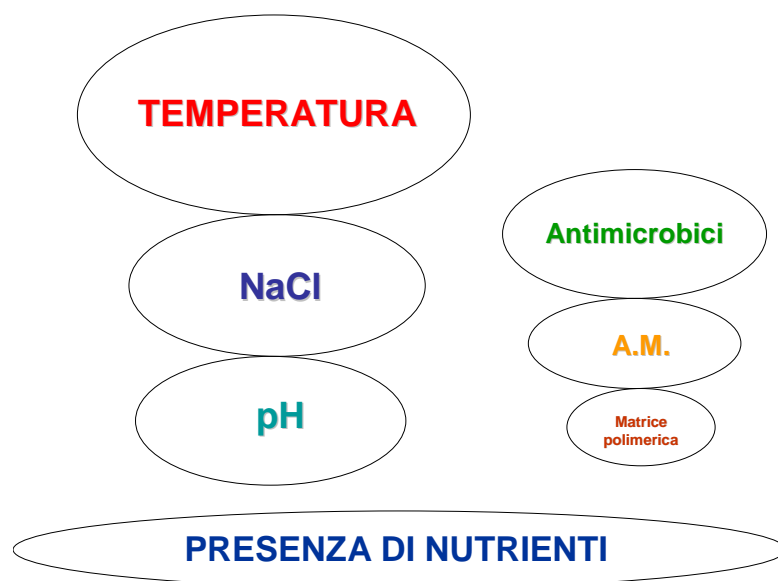 TEMPERATURA
NaCl
pH
Antimicrobici
A.M.
Matrice
polimerica
PRESENZA DI NUTRIENTI